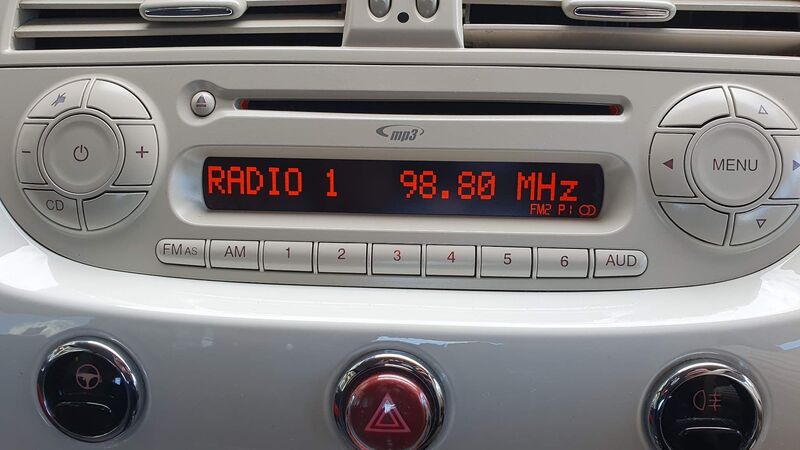 mp3
RADIO 1 98.80 MHz
FM2 P1
- +
CD
MENU
FM AS AM 1 2 3 4 5 6 AUD